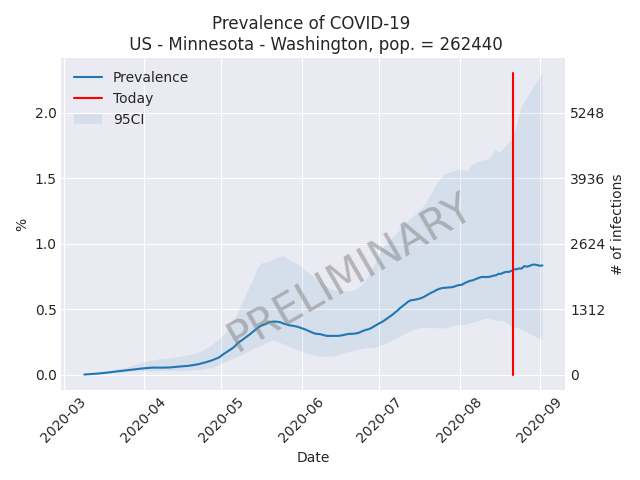 Prevalence of COVID-19
US - Minnesota - Washington, pop. = 262440
Prevalence
Today
95CI
2.0
1.5
1.0
0.5
0.0
%
5248
3936
2624
1312
0
# of infections
PRELIMINARY
2020-03
2020-04
2020-05
2020-06
2020-07
2020-08
2020-09
Date